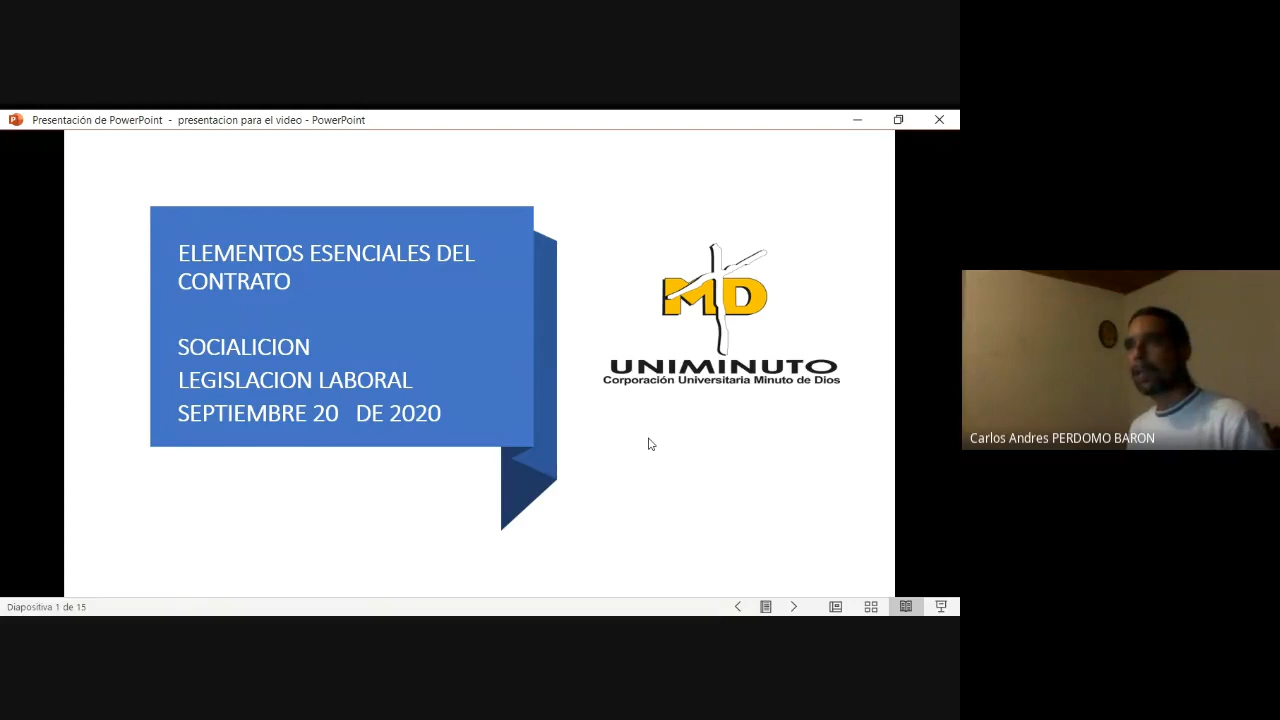 Presentación de PowerPoint - presentacion para el video - PowerPoint
ELEMENTOS ESENCIALES DEL
CONTRATO
SOCIALICION
LEGISLACION LABORAL
SEPTIEMBRE 20 DE 2020
MD
UNIMINUTO
Corporación Universitaria Minuto de Dios
Carlos Andres PERDOMO BARON
Diapositiva 1 de 15